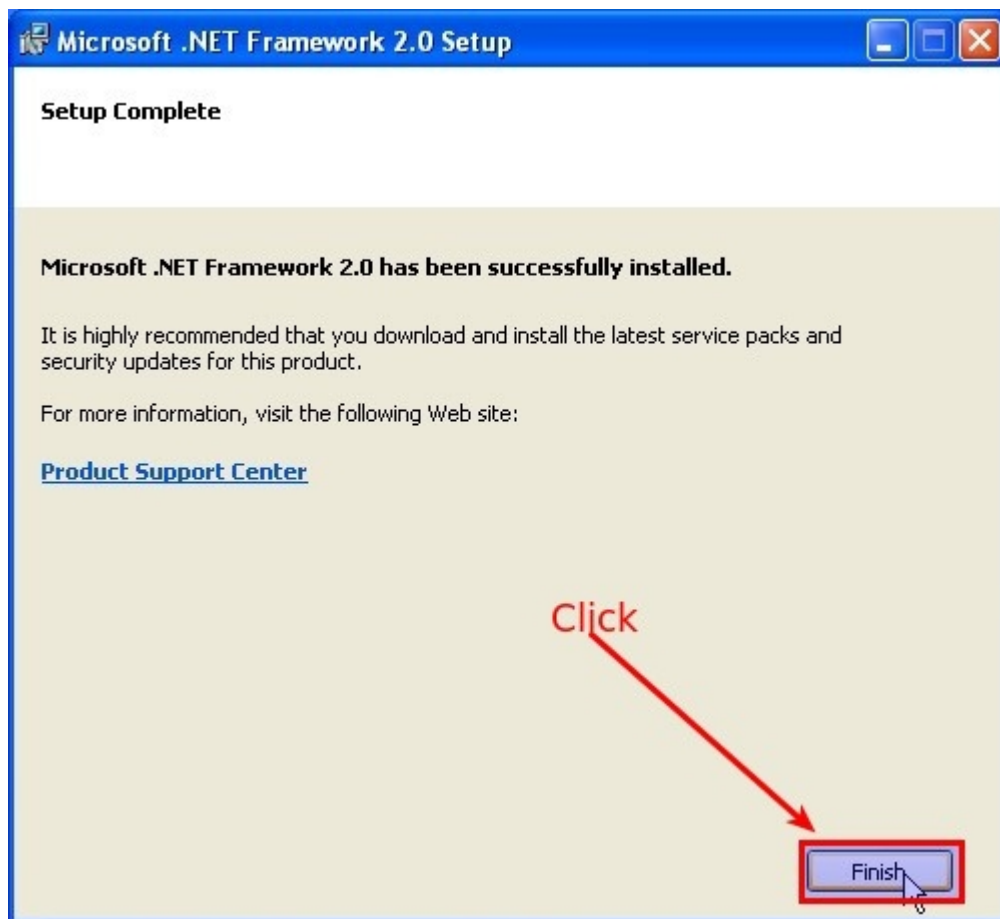 Microsoft .NET Framework 2.0 Setup
Setup Complete
Microsoft .NET Framework 2.0 has been successfully installed.
It is highly recommended that you download and install the latest service packs and
security updates for this product.
For more information, visit the following Web site:
Product Support Center
Click
Finish